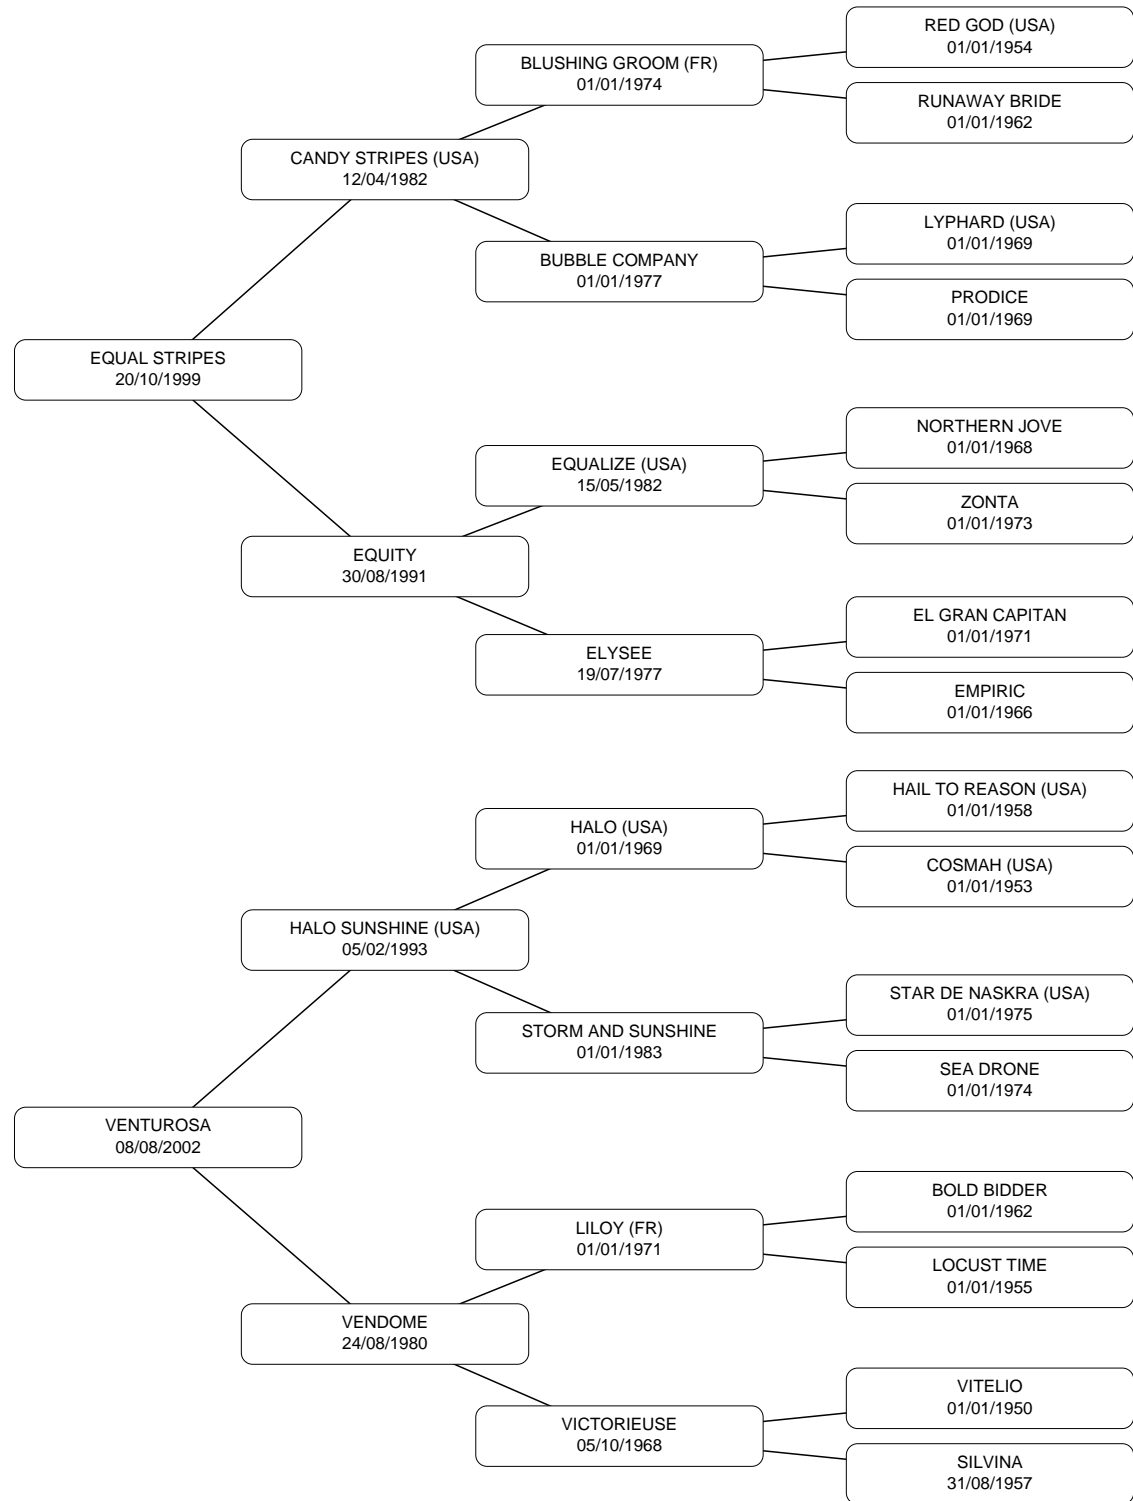 RED GOD (USA)
01/01/1954
BLUSHING GROOM (FR)
01/01/1974
RUNAWAY BRIDE
01/01/1962
CANDY STRIPES (USA)
12/04/1982
LYPHARD (USA)
01/01/1969
BUBBLE COMPANY
01/01/1977
PRODICE
01/01/1969
EQUAL STRIPES
20/10/1999
NORTHERN JOVE
01/01/1968
EQUALIZE (USA)
15/05/1982
ZONTA
01/01/1973
EQUITY
30/08/1991
EL GRAN CAPITAN
01/01/1971
ELYSEE
19/07/1977
EMPIRIC
01/01/1966
HAIL TO REASON (USA)
01/01/1958
HALO (USA)
01/01/1969
COSMAH (USA)
01/01/1953
HALO SUNSHINE (USA)
05/02/1993
STAR DE NASKRA (USA)
01/01/1975
STORM AND SUNSHINE
01/01/1983
SEA DRONE
01/01/1974
VENTUROSA
08/08/2002
BOLD BIDDER
01/01/1962
LILOY (FR)
01/01/1971
LOCUST TIME
01/01/1955
VENDOME
24/08/1980
VITELIO
01/01/1950
VICTORIEUSE
05/10/1968
SILVINA
31/08/1957